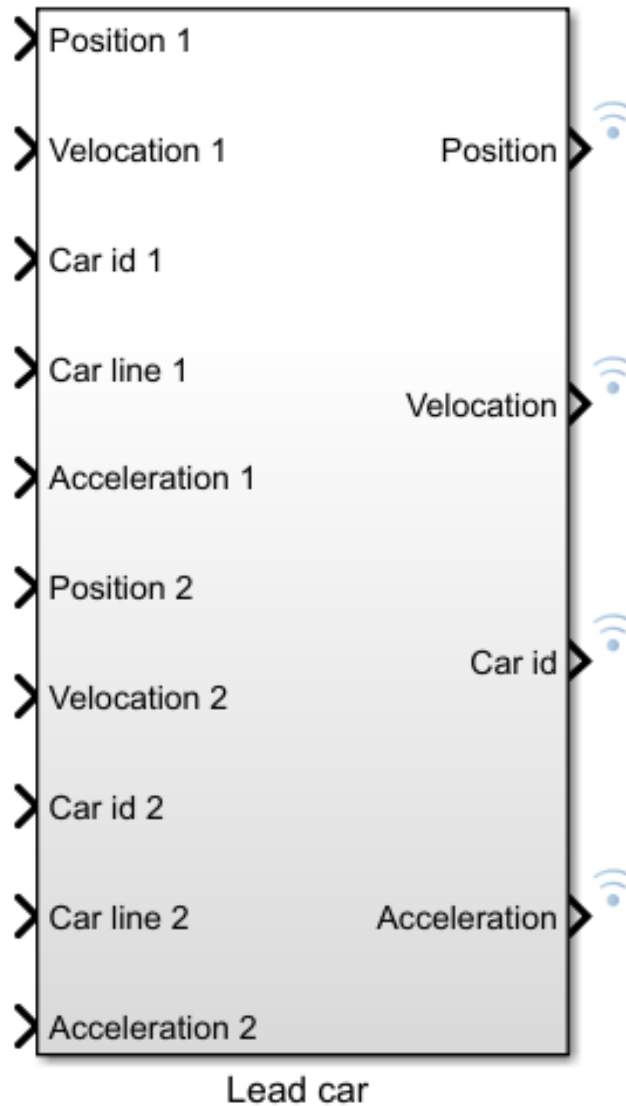 Position 1
Velocation 1
Position
Car id 1
Car line 1
Velocation
Acceleration 1
Position 2
Car id
Velocation 2
Car id 2
Car line 2
Acceleration
Acceleration 2
Lead car